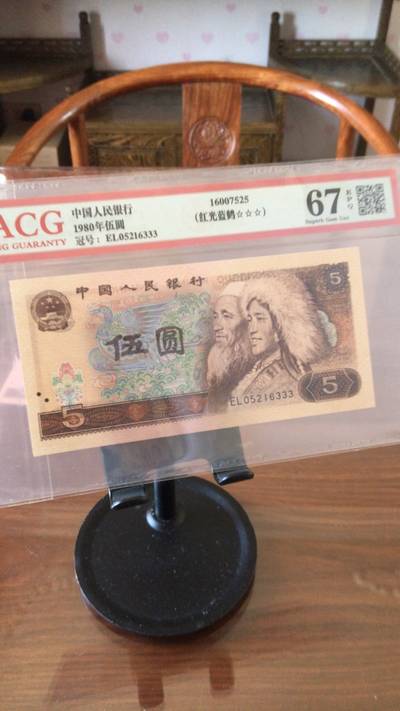 ACG
NG GUARANTY
中国人民银行
1980年伍圆
冠号: EL05216333
16007525
(红光蓝鹤☆☆☆)
67
EPQ
Superb Gem Unc
中国人民银行
5
伍圆
5
5
EL05216333